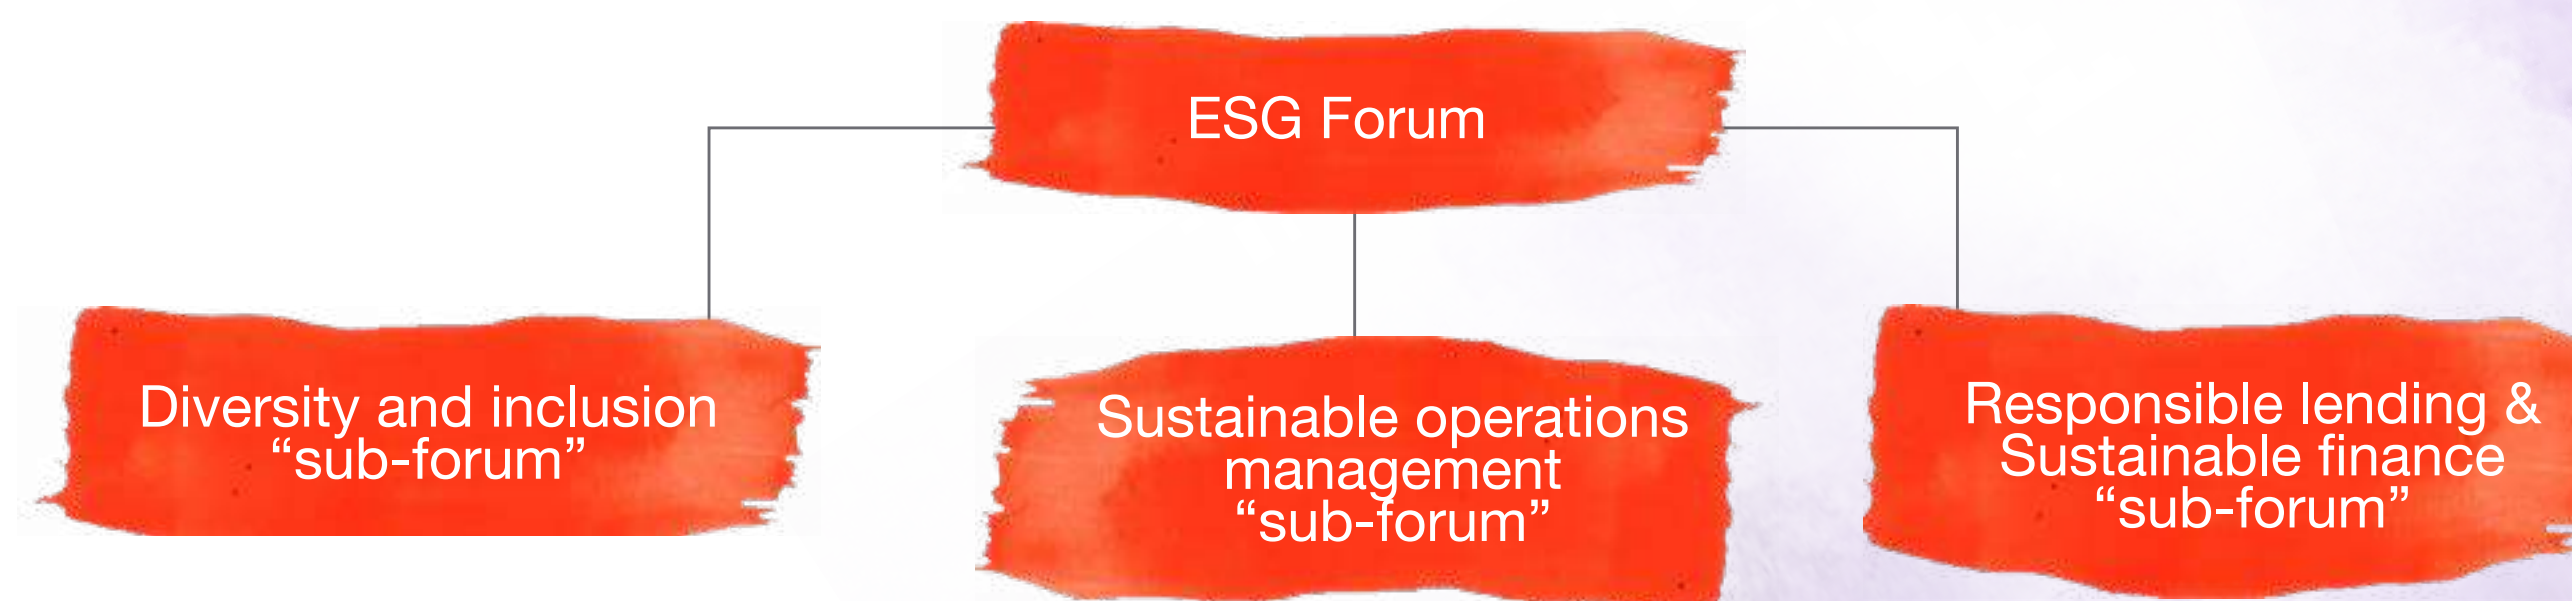 ESG Forum
Diversity and inclusion
“sub-forum”
Sustainable operations
management
“sub-forum”
Responsible lending &
Sustainable finance
“sub-forum”